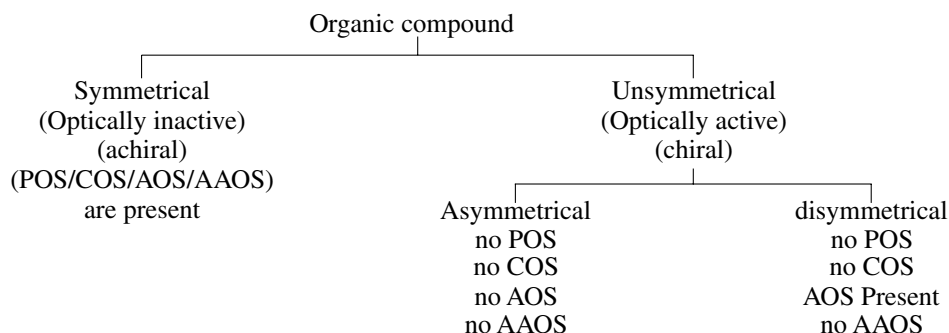 Organic compound
Symmetrical
(Optically inactive)
(achiral)
(POS/COS/AOS/AAOS)
are present
Unsymmetrical
(Optically active)
(chiral)
Asymmetrical
no POS
no COS
no AOS
no AAOS
disymmetrical
no POS
no COS
AOS Present
no AAOS